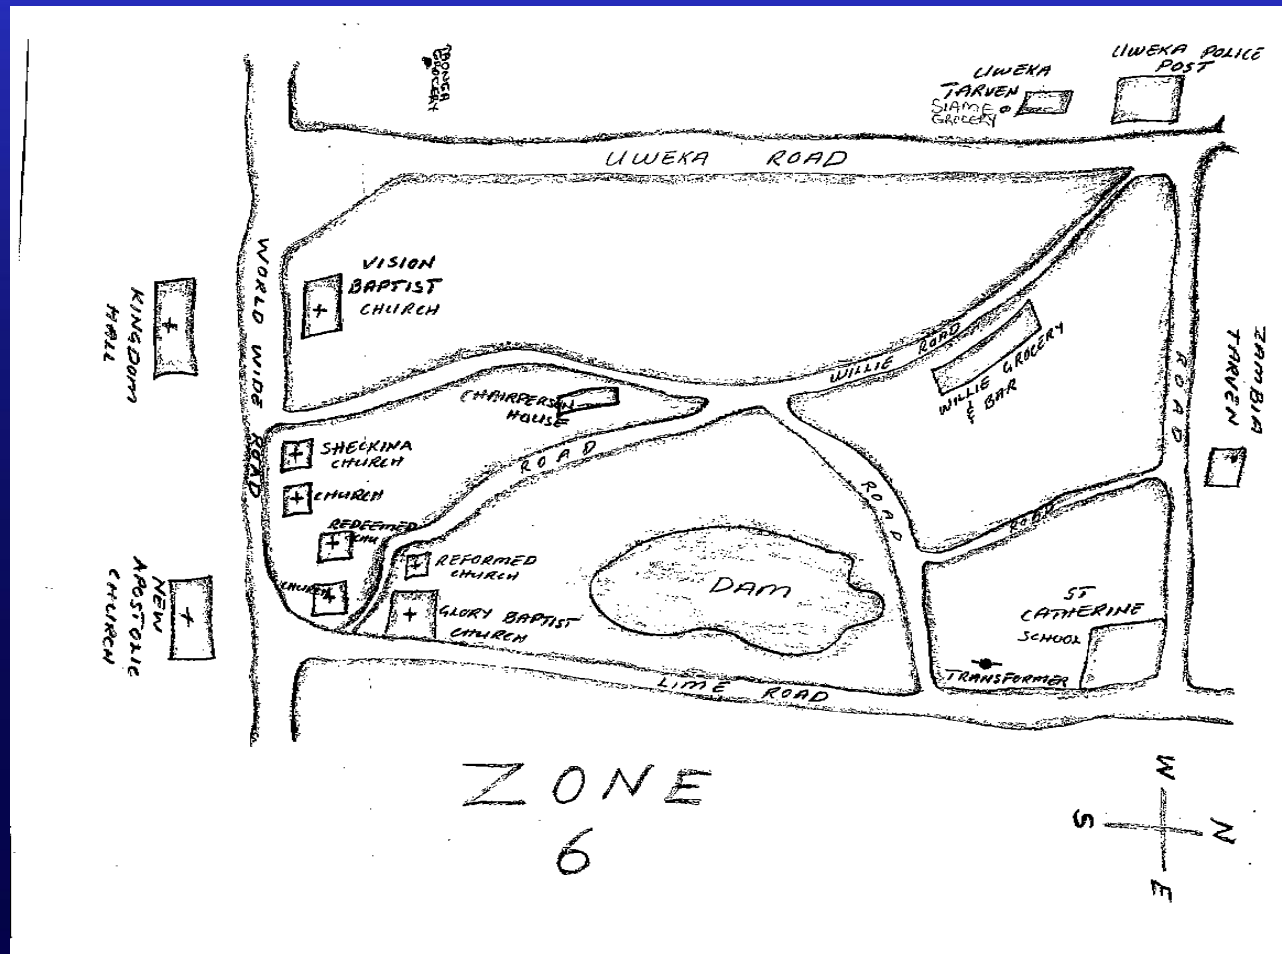 TBONGA
GROCERY
UWEKA
TARVEN
SIAME
GROCERY
UWEKA POLICE
POST
UWEKA ROAD
WORLD WIDE ROAD
VISION
BAPTIST
CHURCH
KINGDOM
HALL
WILLIE ROAD
WILLIE GROCERY
& BAR
ROAD
ZAMBIA
TARVEN
CHAIRPERSON
HOUSE
ROAD
SHECKINA
CHURCH
CHURCH
REDEEMED
CHU
CHURCH
REFORMED
CHURCH
GLORY BAPTIST
CHURCH
NEW
APOSTOLIC
CHURCH
ROAD
ROAD
DAM
ST
CATHERINE
SCHOOL
TRANSFORMER
LIME ROAD
ZONE
6
W
S
N
E